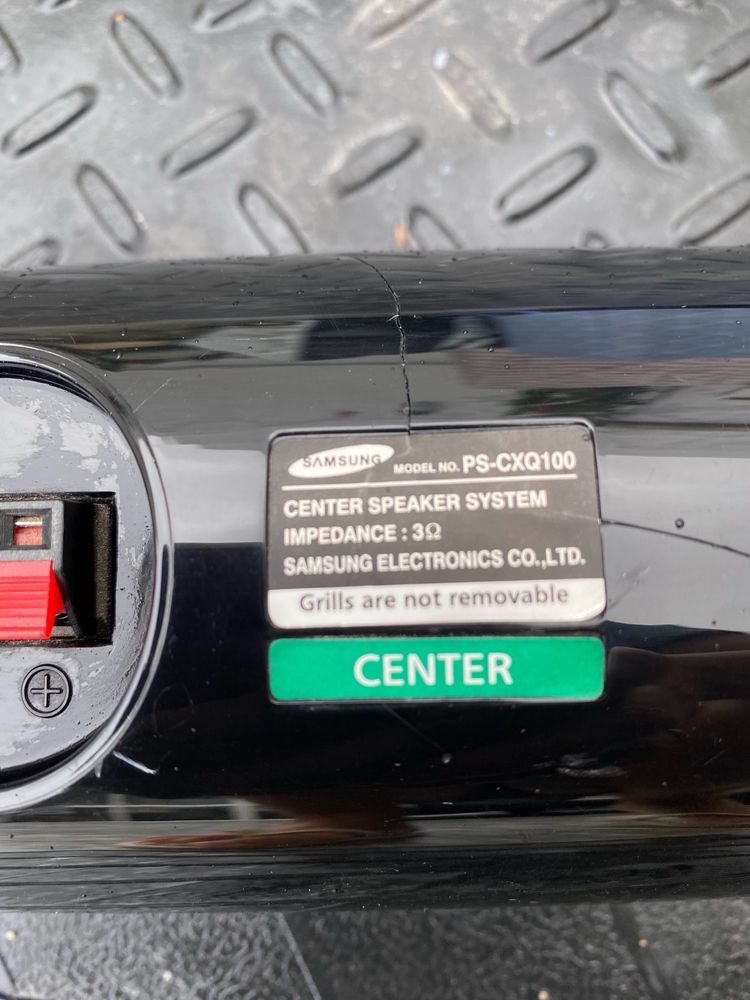 SAMSUNG MODEL NO. PS-CXQ100
CENTER SPEAKER SYSTEM
IMPEDANCE : 3Ω
SAMSUNG ELECTRONICS CO.,LTD.
Grills are not removable
CENTER